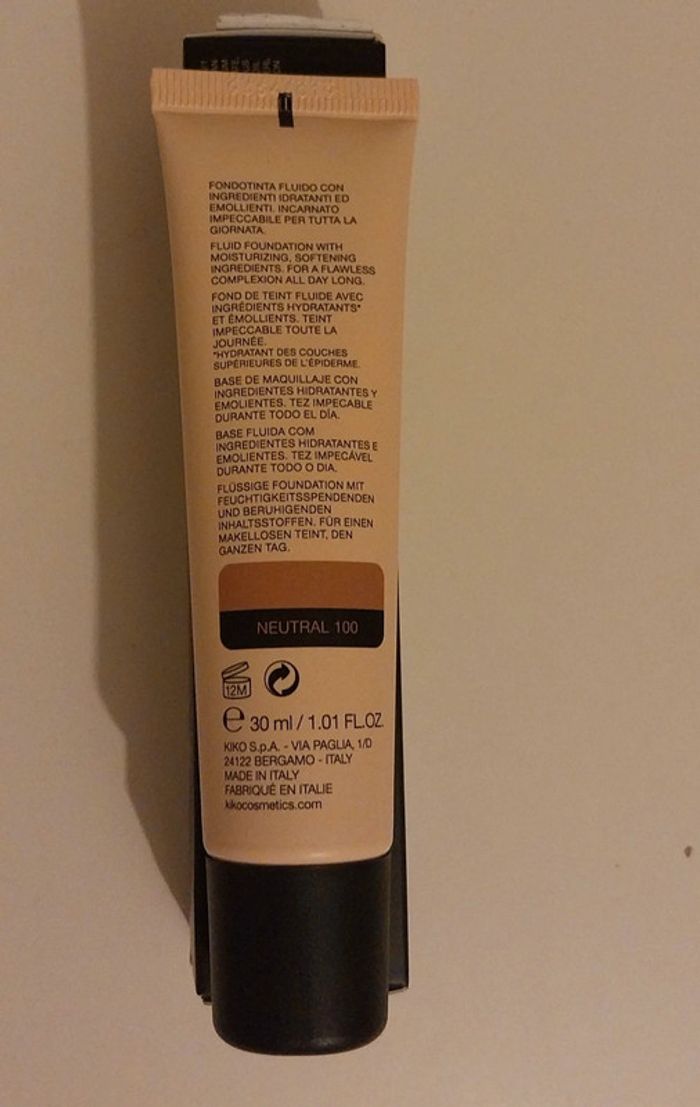 FONDOTINTA FLUIDO CON
INGREDIENTI IDRATANTI ED
EMOLLIENTI. INCARNATO
IMPECCABILE PER TUTTA LA
GIORNATA.
FLUID FOUNDATION WITH
MOISTURIZING, SOFTENING
INGREDIENTS. FOR A FLAWLESS
COMPLEXION ALL DAY LONG.
FOND DE TEINT FLUIDE AVEC
INGRÉDIENTS HYDRATANTS*
ET ÉMOLLIENTS. TEINT
IMPECCABLE TOUTE LA
JOURNÉE.
*HYDRATANT DES COUCHES
SUPÉRIEURES DE L'ÉPIDERME.
BASE DE MAQUILLAJE CON
INGREDIENTES HIDRATANTES Y
EMOLIENTES. TEZ IMPECABLE
DURANTE TODO EL DÍA.
BASE FLUIDA COM
INGREDIENTES HIDRATANTES E
EMOLIENTES. TEZ IMPECÁVEL
DURANTE TODO O DIA.
FLÜSSIGE FOUNDATION MIT
FEUCHTIGKEITSSPENDENDEN
UND BERUHIGENDEN
INHALTSSTOFFEN. FÜR EINEN
MAKELLOSEN TEINT, DEN
GANZEN TAG.
NEUTRAL 100
12M
e 30 ml / 1.01 FL.OZ.
KIKO S.p.A. - VIA PAGLIA, 1/D
24122 BERGAMO - ITALY
MADE IN ITALY
FABRIQUÉ EN ITALIE
kikocosmetics.com